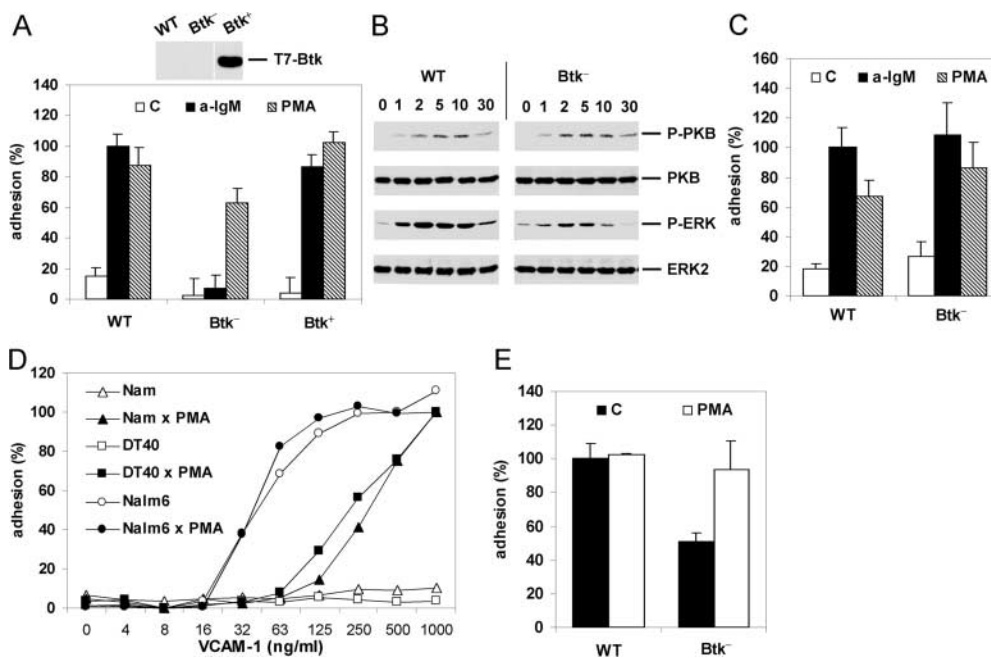 A
WT Btk⁻ Btk⁺
T7-Btk
C a-IgM PMA
adhesion (%)
120
100
80
60
40
20
0
WT Btk⁻ Btk⁺
B
WT Btk⁻
0 1 2 5 10 30 0 1 2 5 10 30
P-PKB
PKB
P-ERK
ERK2
C
C a-IgM PMA
adhesion (%)
160
140
120
100
80
60
40
20
0
WT Btk⁻
D
Nam
Nam x PMA
DT40
DT40 x PMA
Nalm6
Nalm6 x PMA
adhesion (%)
120
100
80
60
40
20
0
0 4 8 16 32 63 125 250 500 1000
VCAM-1 (ng/ml)
E
C PMA
adhesion (%)
140
120
100
80
60
40
20
0
WT Btk⁻